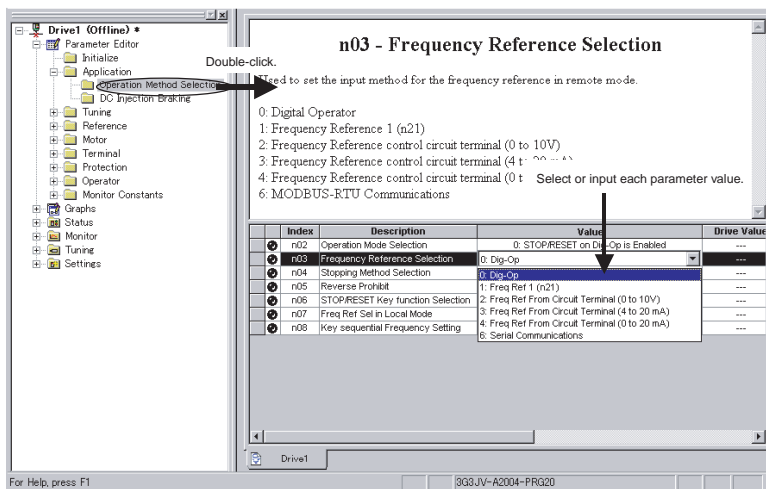 Drive1 (Offline) *
Parameter Editor
Initialize
Application
Operation Method Selection
DC Injection Braking
Tuning
Reference
Motor
Terminal
Protection
Operator
Monitor Constants
Graphs
Status
Monitor
Tuning
Settings
Double-click.
n03 - Frequency Reference Selection
Used to set the input method for the frequency reference in remote mode.
0: Digital Operator
1: Frequency Reference 1 (n21)
2: Frequency Reference control circuit terminal (0 to 10V)
3: Frequency Reference control circuit terminal (4 t
4: Frequency Reference control circuit terminal (0 t
6: MODBUS-RTU Communications
Select or input each parameter value.
Index Description Value Drive Value
n02 Operation Mode Selection 0: STOP/RESET on Dig-Op is Enabled ---
n03 Frequency Reference Selection 0: Dig-Op ---
n04 Stopping Method Selection ---
n05 Reverse Prohibit ---
n06 STOP/RESET Key function Selection ---
n07 Freq Ref Sel in Local Mode ---
n08 Key sequential Frequency Setting ---
0: Dig-Op
1: Freq Ref 1 (n21)
2: Freq Ref From Circuit Terminal (0 to 10V)
3: Freq Ref From Circuit Terminal (4 to 20 mA)
4: Freq Ref From Circuit Terminal (0 to 20 mA)
6: Serial Communications
Drive1
For Help, press F1
3G3JV-A2004-PRG20